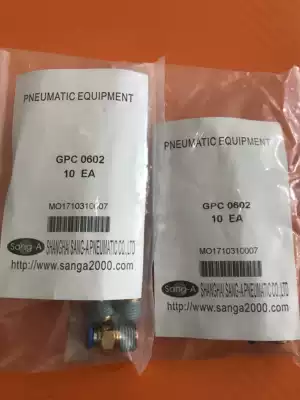 PNEUMATIC EQUIPMENT
GPC 0602
10 EA
MO1710310007
Sang-A SHANGHAI SANG-A PNEUMATIC CO.,LTD
http://www.sanga2000.com
PNEUMATIC EQUIPMENT
GPC 0602
10 EA
MO1710310007
Sang-A SHANGHAI SANG-A PNEUMATIC CO.,LTD
http://www.sanga2000.com